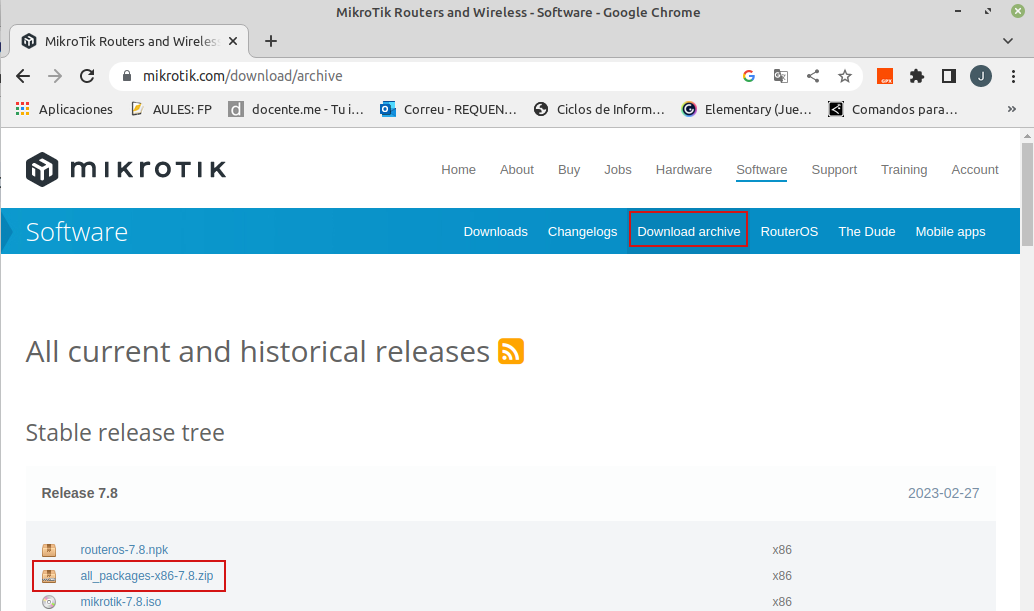 MikroTik Routers and Wireless - Software - Google Chrome
MikroTik Routers and Wireles
mikrotik.com/download/archive
GPX
J
Aplicaciones
AULES: FP
docente.me - Tu i…
Correu - REQUEN…
Ciclos de Inform…
Elementary (Jue…
Comandos para…
»
mikrotik
Home About Buy Jobs Hardware Software Support Training Account
Software
Downloads Changelogs Download archive RouterOS The Dude Mobile apps
All current and historical releases
Stable release tree
Release 7.8 2023-02-27
routeros-7.8.npk x86
all_packages-x86-7.8.zip x86
mikrotik-7.8.iso x86